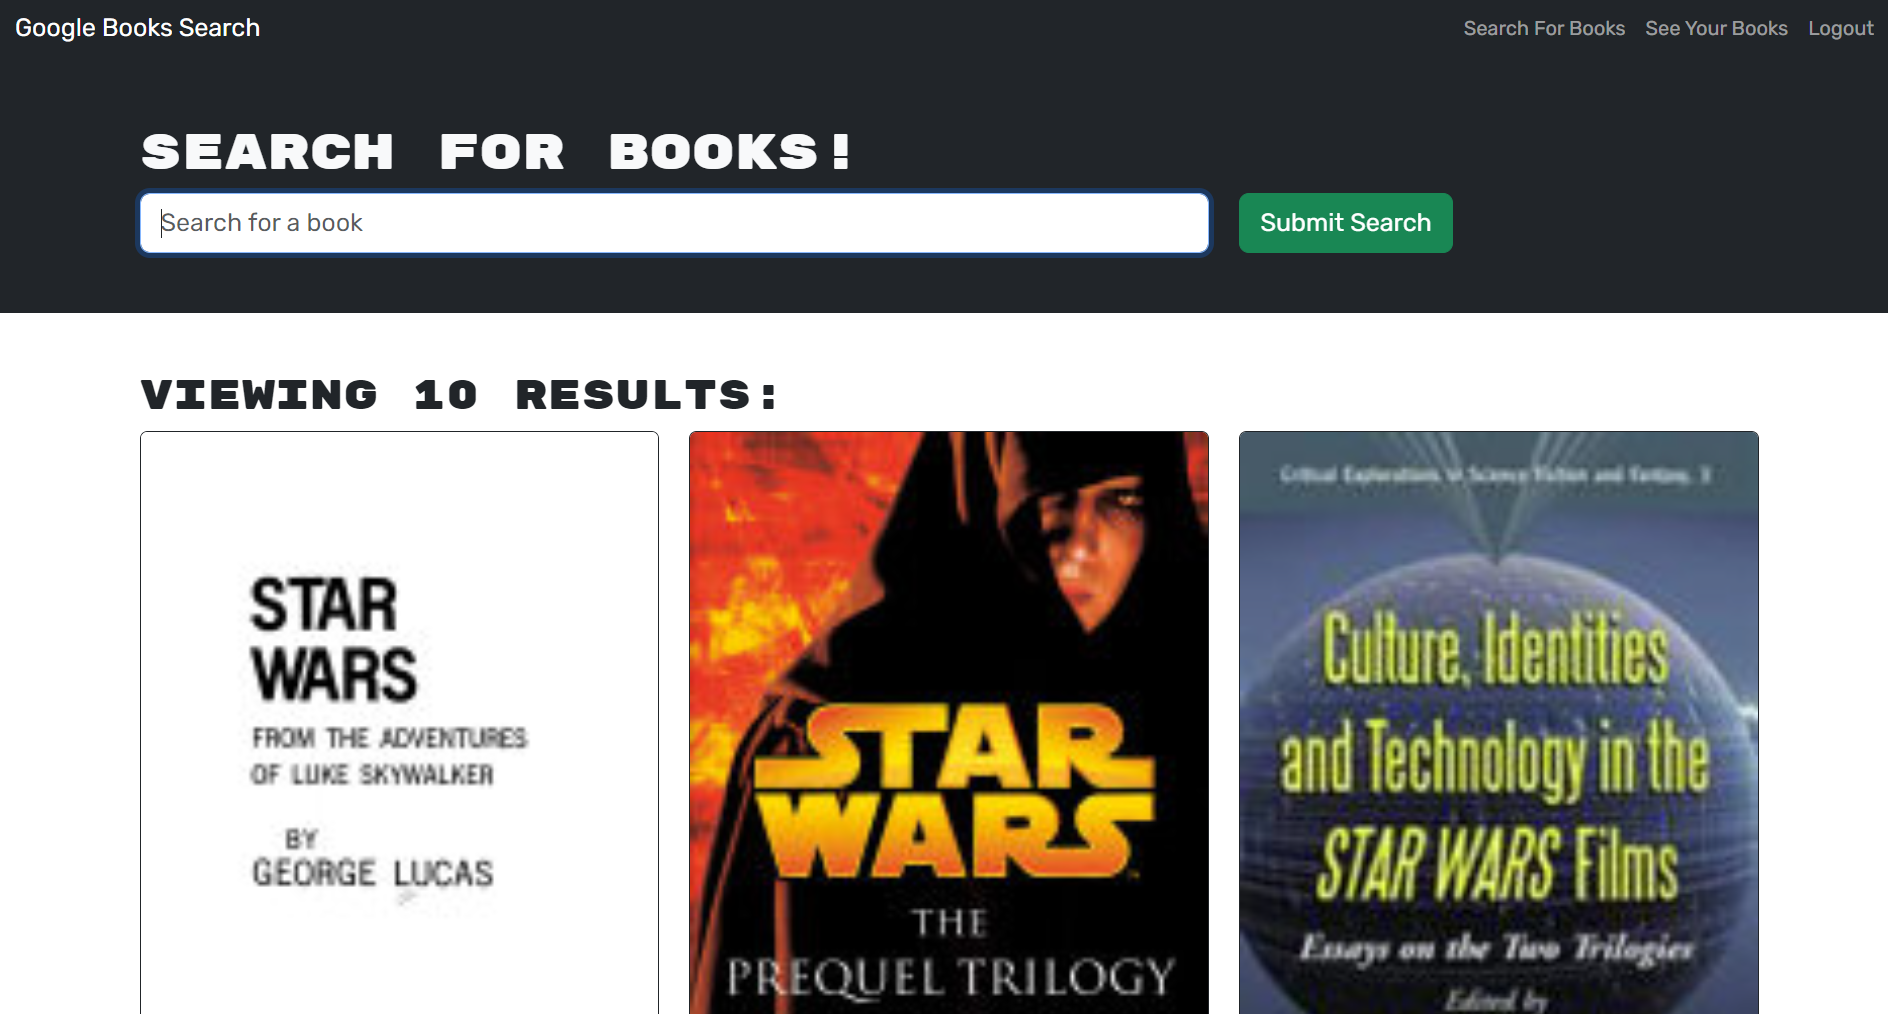 Google Books Search
Search For Books
See Your Books
Logout
SEARCH FOR BOOKS!
Search for a book
Submit Search
VIEWING 10 RESULTS:
STAR
WARS
FROM THE ADVENTURES
OF LUKE SKYWALKER
BY
GEORGE LUCAS
STAR
WARS
THE
PREQUEL TRILOGY
Critical Explorations in Science Fiction and Fantasy, 3
Culture, Identities
and Technology in the
STAR WARS Films
Essays on the Two Trilogies
Edited by